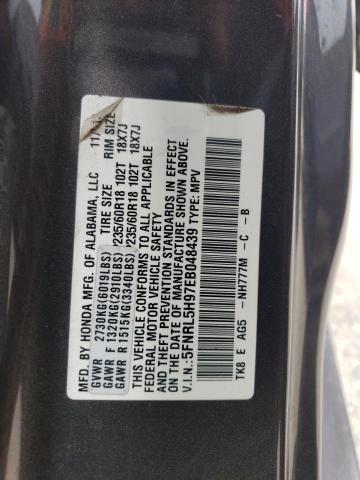 MFD. BY HONDA MFG. OF ALABAMA, LLC 11
GVWR 2730KG(6019LBS) TIRE SIZE RIM SIZE
GAWR F 1320KG(2910LBS) P235/60R18 102T 18X7J
GAWR R 1515KG(3340LBS) P235/60R18 102T 18X7J
THIS VEHICLE CONFORMS TO ALL APPLICABLE
FEDERAL MOTOR VEHICLE SAFETY
AND THEFT PREVENTION STANDARDS IN EFFECT
ON THE DATE OF MANUFACTURE SHOWN ABOVE.
V.I.N.: 5FNRL5H97EB048439 TYPE: MPV
TK8 E AG5 -NH777M -C -B